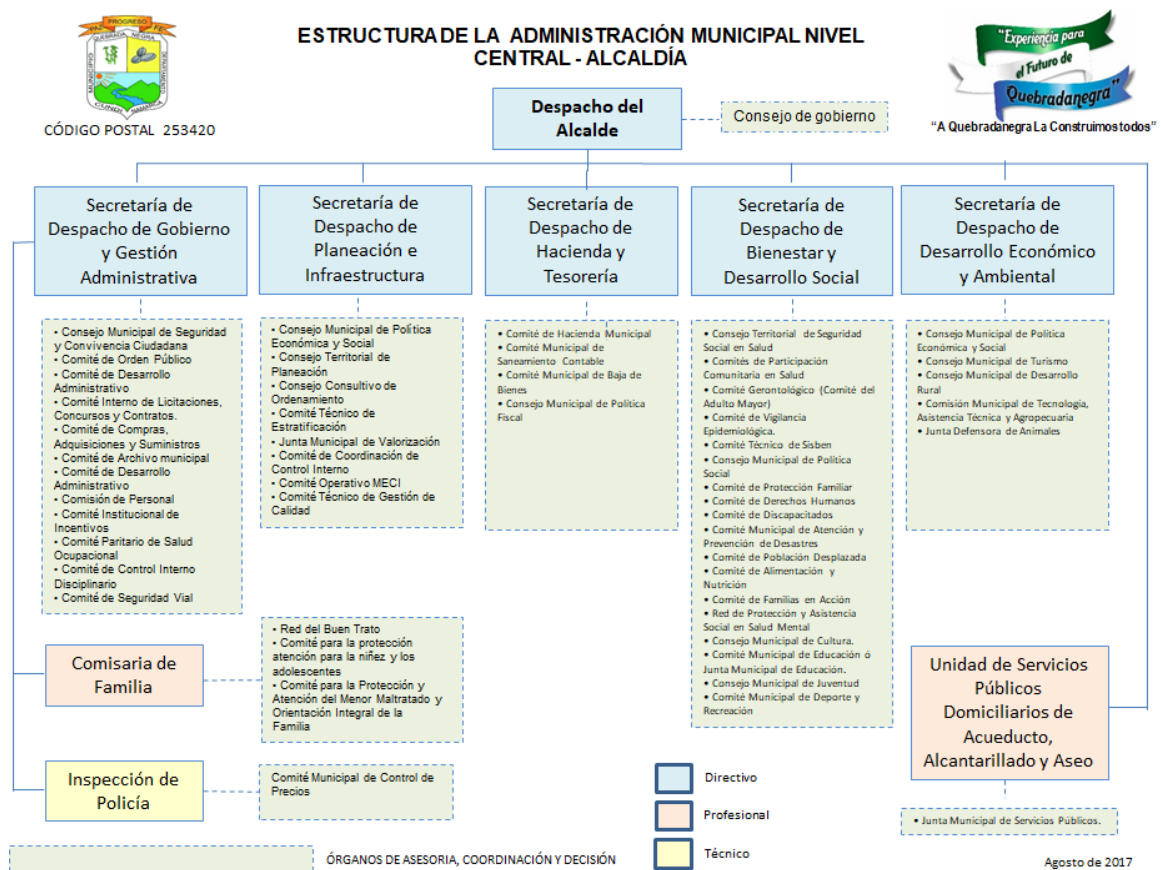 PAZ PROGRESO FE
QUEBRADA NEGRA
MUNICIPIO
DEPARTAMENTO
CUNDINAMARCA
CÓDIGO POSTAL 253420
ESTRUCTURA DE LA ADMINISTRACIÓN MUNICIPAL NIVEL
CENTRAL - ALCALDÍA
"Experiencia para
el Futuro de
Quebradanegra"
"A Quebradanegra La Construimos todos"
Despacho del
Alcalde
Consejo de gobierno
Secretaría de
Despacho de Gobierno
y Gestión
Administrativa
Secretaría de
Despacho de
Planeación e
Infraestructura
Secretaría de
Despacho de
Hacienda y
Tesorería
Secretaría de
Despacho de
Bienestar y
Desarrollo Social
Secretaría de
Despacho de
Desarrollo Económico
y Ambiental
• Consejo Municipal de Seguridad
y Convivencia Ciudadana
• Comité de Orden Público
• Comité de Desarrollo
Administrativo
• Comité Interno de Licitaciones,
Concursos y Contratos.
• Comité de Compras,
Adquisiciones y Suministros
• Comité de Archivo municipal
• Comité de Desarrollo
Administrativo
• Comisión de Personal
• Comité Institucional de
Incentivos
• Comité Paritario de Salud
Ocupacional
• Comité de Control Interno
Disciplinario
• Comité de Seguridad Vial
• Consejo Municipal de Política
Económica y Social
• Consejo Territorial de
Planeación
• Consejo Consultivo de
Ordenamiento
• Comité Técnico de
Estratificación
• Junta Municipal de Valorización
• Comité de Coordinación de
Control Interno
• Comité Operativo MECI
• Comité Técnico de Gestión de
Calidad
• Comité de Hacienda Municipal
• Comité Municipal de
Saneamiento Contable
• Comité Municipal de Baja de
Bienes
• Consejo Municipal de Política
Fiscal
• Consejo Territorial de Seguridad
Social en Salud
• Comités de Participación
Comunitaria en Salud
• Comité Gerontológico (Comité del
Adulto Mayor)
• Comité de Vigilancia
Epidemiológica.
• Comité Técnico de Sisben
• Consejo Municipal de Política
Social
• Comité de Protección Familiar
• Comité de Derechos Humanos
• Comité de Discapacitados
• Comité Municipal de Atención y
Prevención de Desastres
• Comité de Población Desplazada
• Comité de Alimentación y
Nutrición
• Comité de Familias en Acción
• Red de Protección y Asistencia
Social en Salud Mental
• Consejo Municipal de Cultura.
• Comité Municipal de Educación ó
Junta Municipal de Educación.
• Consejo Municipal de Juventud
• Comité Municipal de Deporte y
Recreación
• Consejo Municipal de Política
Económica y Social
• Consejo Municipal de Turismo
• Consejo Municipal de Desarrollo
Rural
• Comisión Municipal de Tecnología,
Asistencia Técnica y Agropecuaria
• Junta Defensora de Animales
Comisaria de
Familia
• Red del Buen Trato
• Comité para la protección
atención para la niñez y los
adolescentes
• Comité para la Protección y
Atención del Menor Maltratado y
Orientación Integral de la
Familia
Unidad de Servicios
Públicos
Domiciliarios de
Acueducto,
Alcantarillado y Aseo
Inspección de
Policía
Comité Municipal de Control de
Precios
• Junta Municipal de Servicios Públicos.
Directivo
Profesional
Técnico
ÓRGANOS DE ASESORIA, COORDINACIÓN Y DECISIÓN
Agosto de 2017